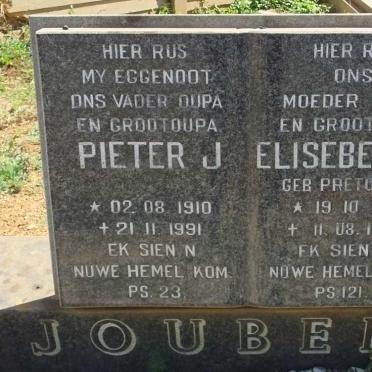 HIER RUS
MY EGGENOOT
ONS VADER OUPA
EN GROOTOUPA
PIETER J
★ 02. 08. 1910
+ 21. 11. 1991
EK SIEN 'N
NUWE HEMEL KOM.
PS. 23.
HIER R
ONS
MOEDER
EN GROOT
ELISEBE
GEB PRETO
★ 19. 10
+ 11. 08. 1
EK SIEN
NUWE HEMEL
PS 121
JOUBE